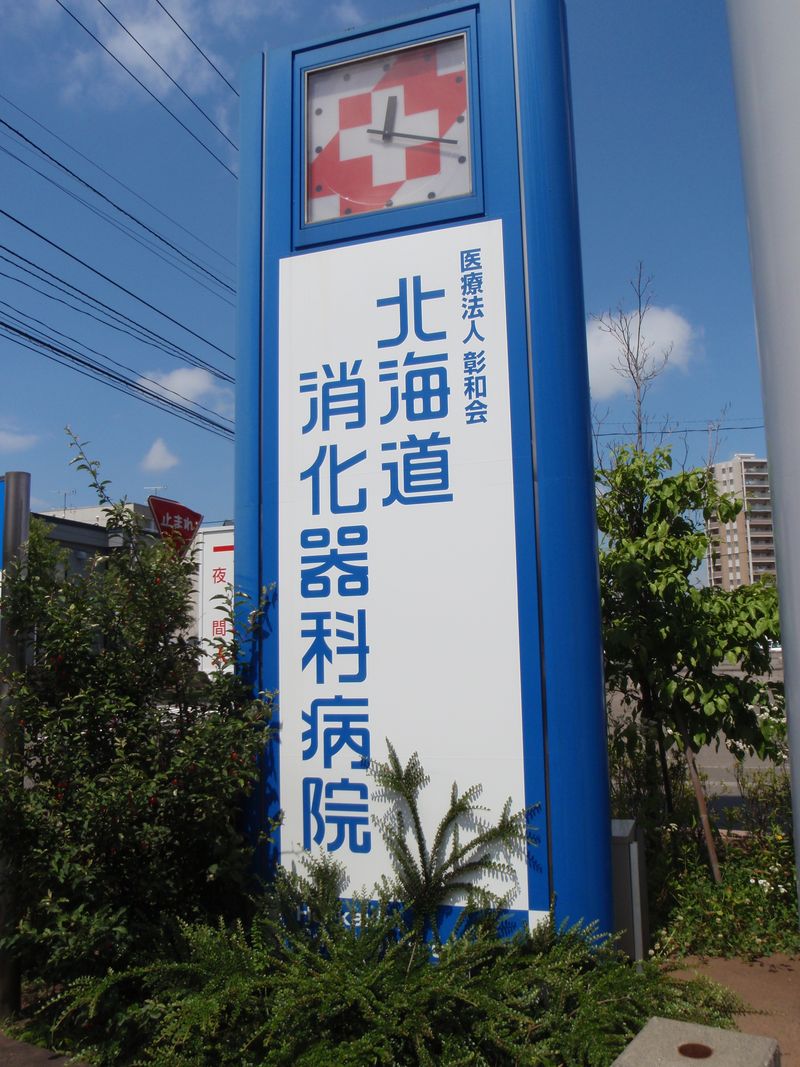 医療法人 彰和会
北海道
消化器科病院
止まれ
夜間